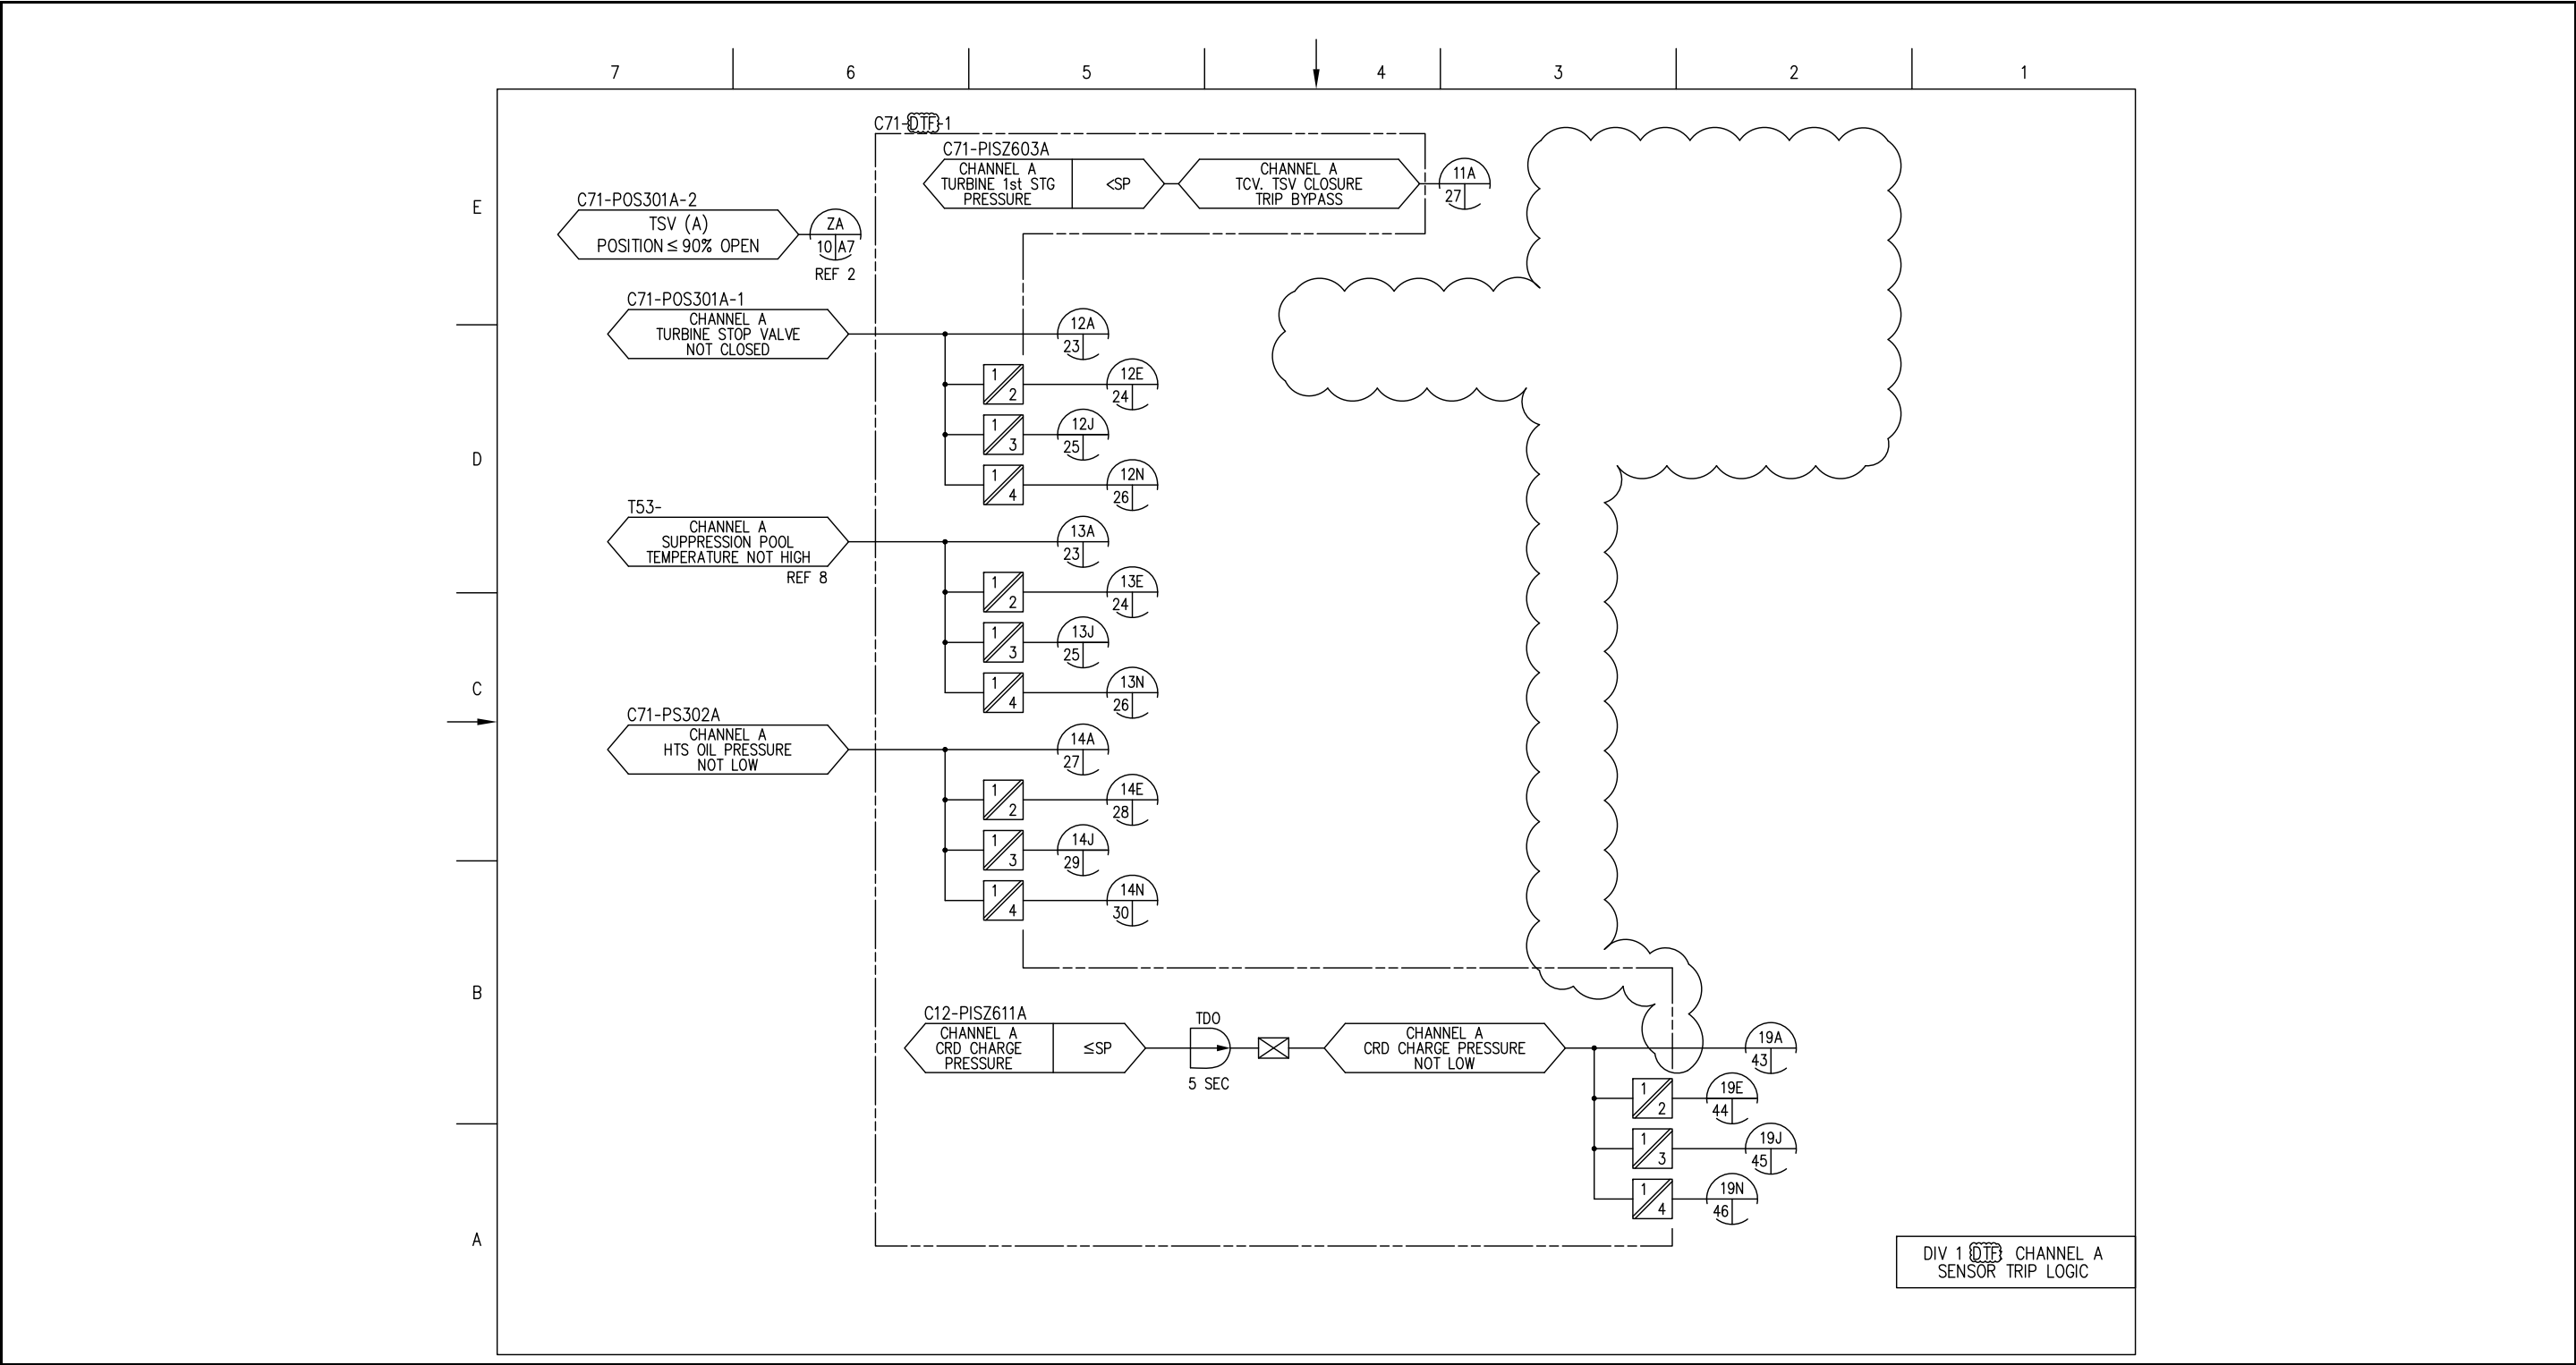 7 6 5 4 3 2 1
E
D
C
B
A
C71-DTF-1
C71-PISZ603A
CHANNEL A
TURBINE 1st STG
PRESSURE
<SP
CHANNEL A
TCV. TSV CLOSURE
TRIP BYPASS
11A
27
C71-POS301A-2
TSV (A)
POSITION ≤ 90% OPEN
ZA
10 A7
REF 2
C71-POS301A-1
CHANNEL A
TURBINE STOP VALVE
NOT CLOSED
12A
23
1
2
12E
24
1
3
12J
25
1
4
12N
26
T53-
CHANNEL A
SUPPRESSION POOL
TEMPERATURE NOT HIGH
REF 8
13A
23
1
2
13E
24
1
3
13J
25
1
4
13N
26
C71-PS302A
CHANNEL A
HTS OIL PRESSURE
NOT LOW
14A
27
1
2
14E
28
1
3
14J
29
1
4
14N
30
C12-PISZ611A
CHANNEL A
CRD CHARGE
PRESSURE
≤SP
TDO
5 SEC
CHANNEL A
CRD CHARGE PRESSURE
NOT LOW
19A
43
1
2
19E
44
1
3
19J
45
1
4
19N
46
DIV 1 DTF CHANNEL A
SENSOR TRIP LOGIC